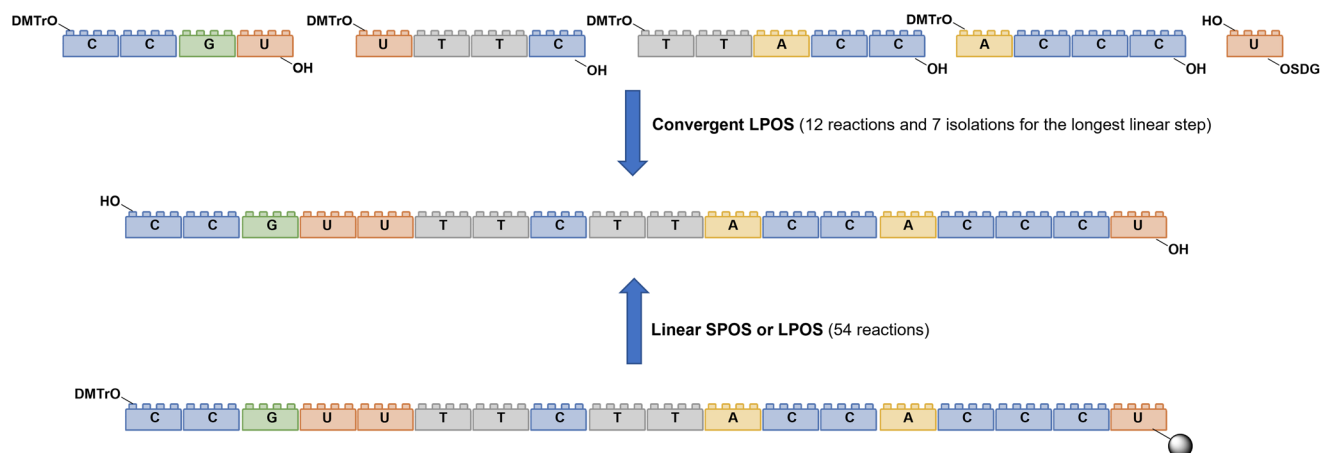 DMTrO DMTrO DMTrO DMTrO HO
C C G U U T T C T T A C C A C C C U
OH OH OH OH OSDG
Convergent LPOS (12 reactions and 7 isolations for the longest linear step)
HO
C C G U U T T C T T A C C A C C C U
OH
Linear SPOS or LPOS (54 reactions)
DMTrO
C C G U U T T C T T A C C A C C C U